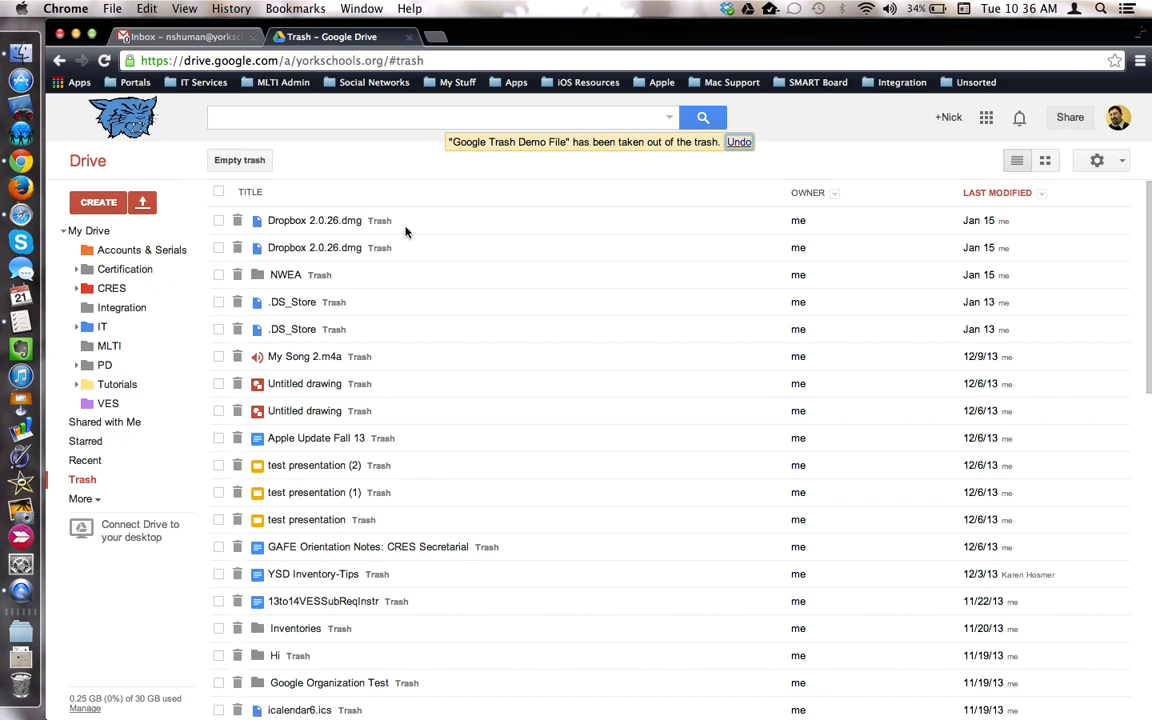 Chrome File Edit View History Bookmarks Window Help 34% Tue 10 36 AM
Inbox - nshuman@yorksc Trash - Google Drive
https://drive.google.com/a/yorkschools.org/#trash
Apps Portals IT Services MLTI Admin Social Networks My Stuff Apps iOS Resources Apple Mac Support SMART Board Integration Unsorted
+Nick Share
"Google Trash Demo File" has been taken out of the trash. Undo
Drive Empty trash
CREATE
My Drive
Accounts & Serials
Certification
CRES
Integration
IT
MLTI
PD
Tutorials
VES
Shared with Me
Starred
Recent
Trash
More
Connect Drive to
your desktop
0.25 GB (0%) of 30 GB used
Manage
TITLE OWNER LAST MODIFIED
Dropbox 2.0.26.dmg Trash me Jan 15 me
Dropbox 2.0.26.dmg Trash me Jan 15 me
NWEA Trash me Jan 15 me
.DS_Store Trash me Jan 13 me
.DS_Store Trash me Jan 13 me
My Song 2.m4a Trash me 12/9/13 me
Untitled drawing Trash me 12/6/13 me
Untitled drawing Trash me 12/6/13 me
Apple Update Fall 13 Trash me 12/6/13 me
test presentation (2) Trash me 12/6/13 me
test presentation (1) Trash me 12/6/13 me
test presentation Trash me 12/6/13 me
GAFE Orientation Notes: CRES Secretarial Trash me 12/6/13 me
YSD Inventory-Tips Trash me 12/3/13 Karen Hosmer
13to14VESSubReqInstr Trash me 11/22/13 me
Inventories Trash me 11/20/13 me
Hi Trash me 11/19/13 me
Google Organization Test Trash me 11/19/13 me
icalendar6.ics Trash me 11/19/13 me
21